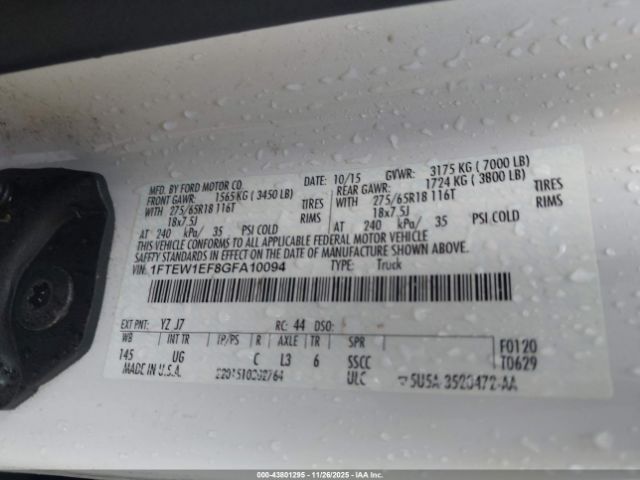 MFD. BY FORD MOTOR CO. DATE: 10/15 GVWR: 3175 KG ( 7000 LB)
FRONT GAWR: 1565 KG ( 3450 LB) REAR GAWR: 1724 KG ( 3800 LB)
WITH 275/65R18 116T TIRES WITH 275/65R18 116T TIRES
18x7.5J RIMS 18x7.5J RIMS
AT 240 kPa/ 35 PSI COLD AT 240 kPa/ 35 PSI COLD
THIS VEHICLE CONFORMS TO ALL APPLICABLE FEDERAL MOTOR VEHICLE
SAFETY STANDARDS IN EFFECT ON THE DATE OF MANUFACTURE SHOWN ABOVE.
VIN: 1FTEW1EF8GFA10094 TYPE: Truck
EXT PNT: YZ J7 RC: 44 DSO:
WB INT TR TP/PS R AXLE TR SPR F0120
145 UG C L3 6 SSCC T0629
MADE IN U.S.A. ULC
000-43801295 - 11/26/2025 - IAAI.COM